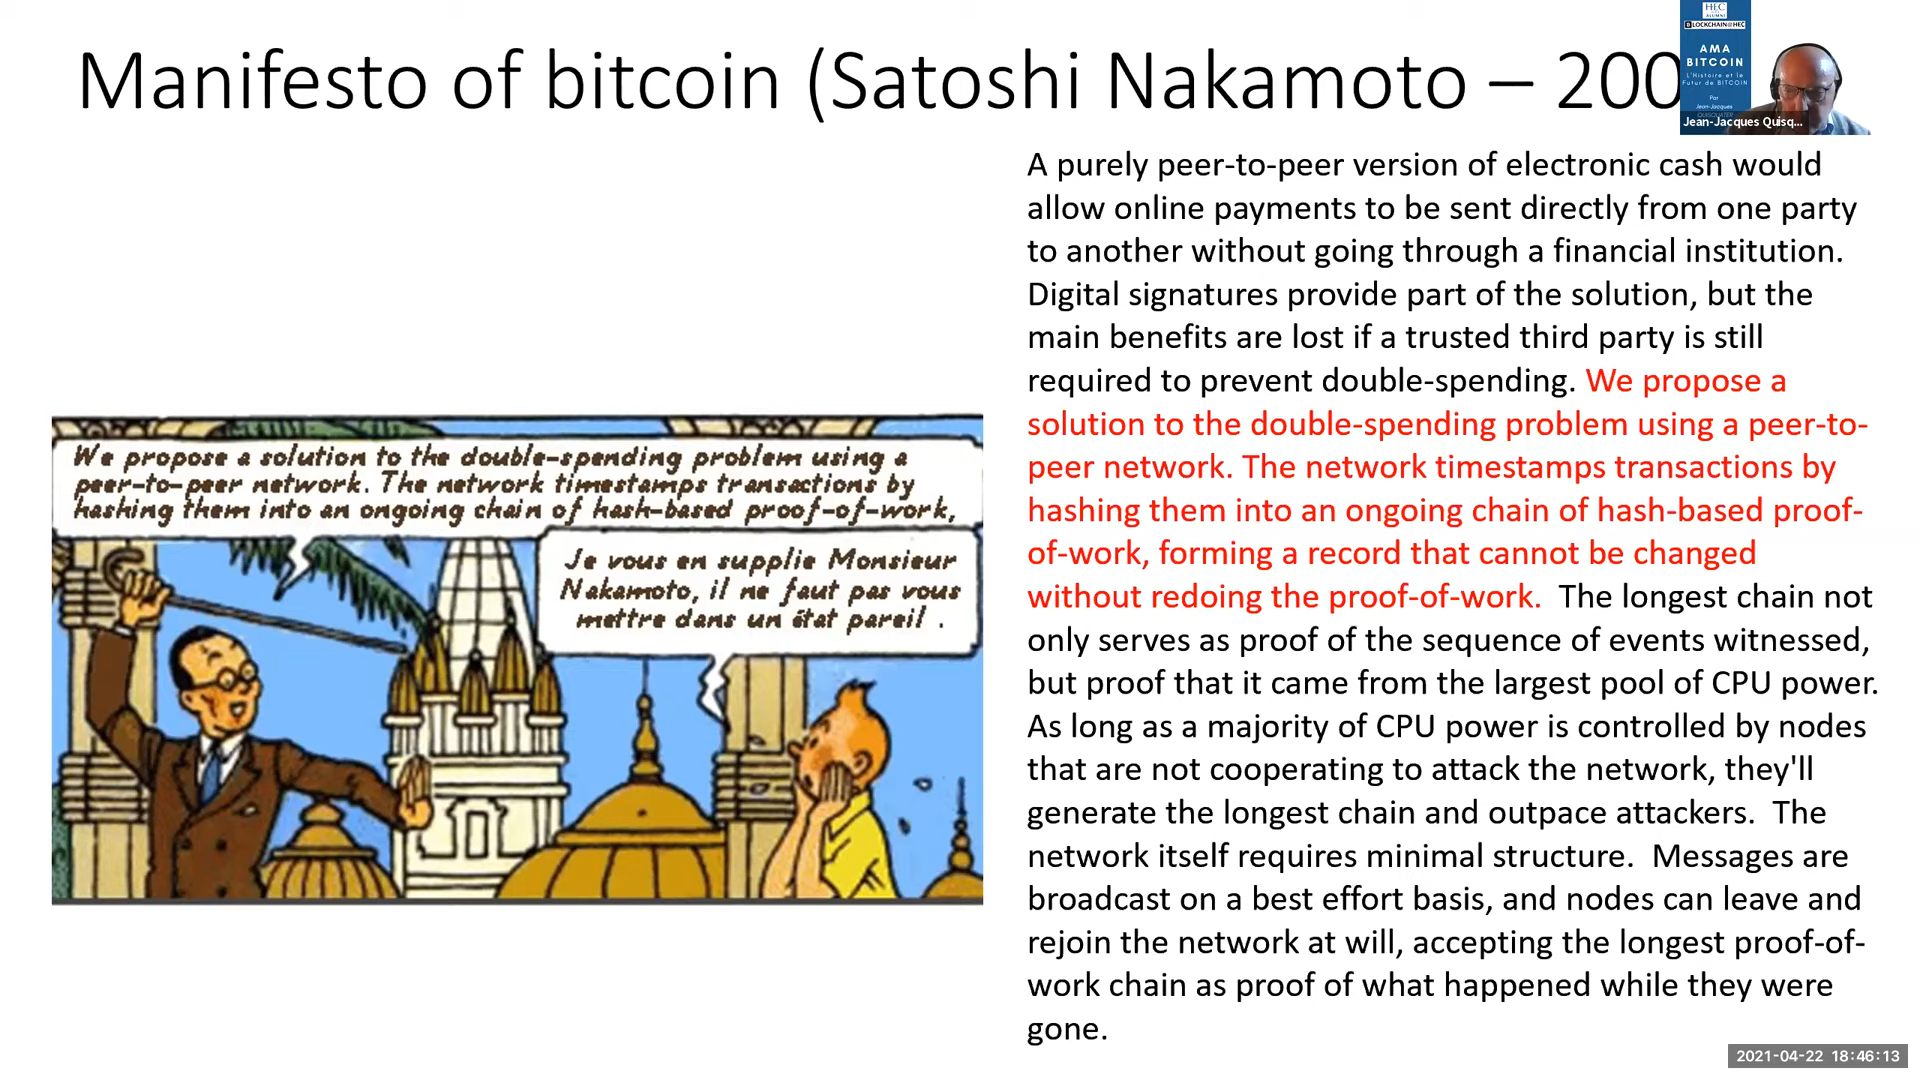 Manifesto of bitcoin (Satoshi Nakamoto – 200
HEC
ALUMNI
BLOCKCHAIN@HEC
AMA
BITCOIN
L'Histoire et le
Futur de BITCOIN
Par
Jean-Jacques
Jean-Jacques Quisq...
We propose a solution to the double-spending problem using a
peer-to-peer network. The network timestamps transactions by
hashing them into an ongoing chain of hash-based proof-of-work,
Je vous en supplie Monsieur
Nakamoto, il ne faut pas vous
mettre dans un état pareil .
A purely peer-to-peer version of electronic cash would
allow online payments to be sent directly from one party
to another without going through a financial institution.
Digital signatures provide part of the solution, but the
main benefits are lost if a trusted third party is still
required to prevent double-spending. We propose a
solution to the double-spending problem using a peer-to-
peer network. The network timestamps transactions by
hashing them into an ongoing chain of hash-based proof-
of-work, forming a record that cannot be changed
without redoing the proof-of-work. The longest chain not
only serves as proof of the sequence of events witnessed,
but proof that it came from the largest pool of CPU power.
As long as a majority of CPU power is controlled by nodes
that are not cooperating to attack the network, they'll
generate the longest chain and outpace attackers. The
network itself requires minimal structure. Messages are
broadcast on a best effort basis, and nodes can leave and
rejoin the network at will, accepting the longest proof-of-
work chain as proof of what happened while they were
gone.
2021-04-22 18:46:13